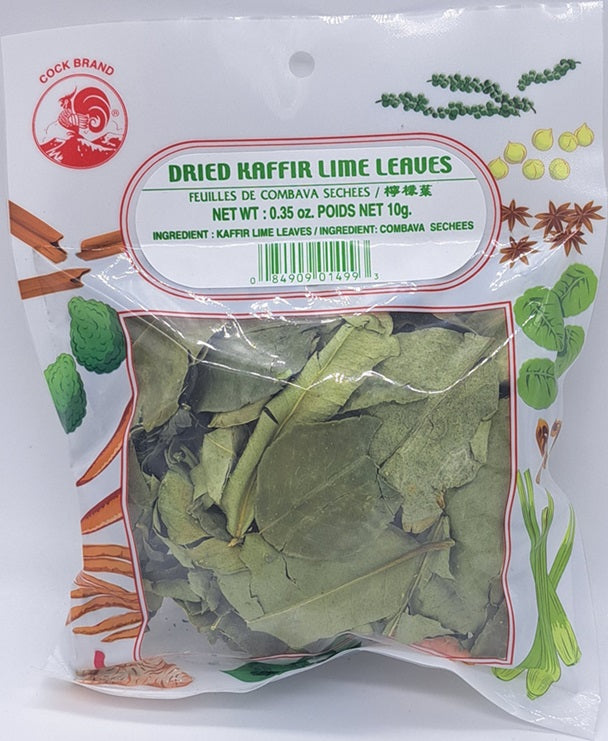 COCK BRAND
®
DRIED KAFFIR LIME LEAVES
FEUILLES DE COMBAVA SECHEES / 檸檬葉
NET WT : 0.35 oz. POIDS NET 10g.
INGREDIENT : KAFFIR LIME LEAVES / INGREDIENT: COMBAVA SECHEES
0 84909 01499 3